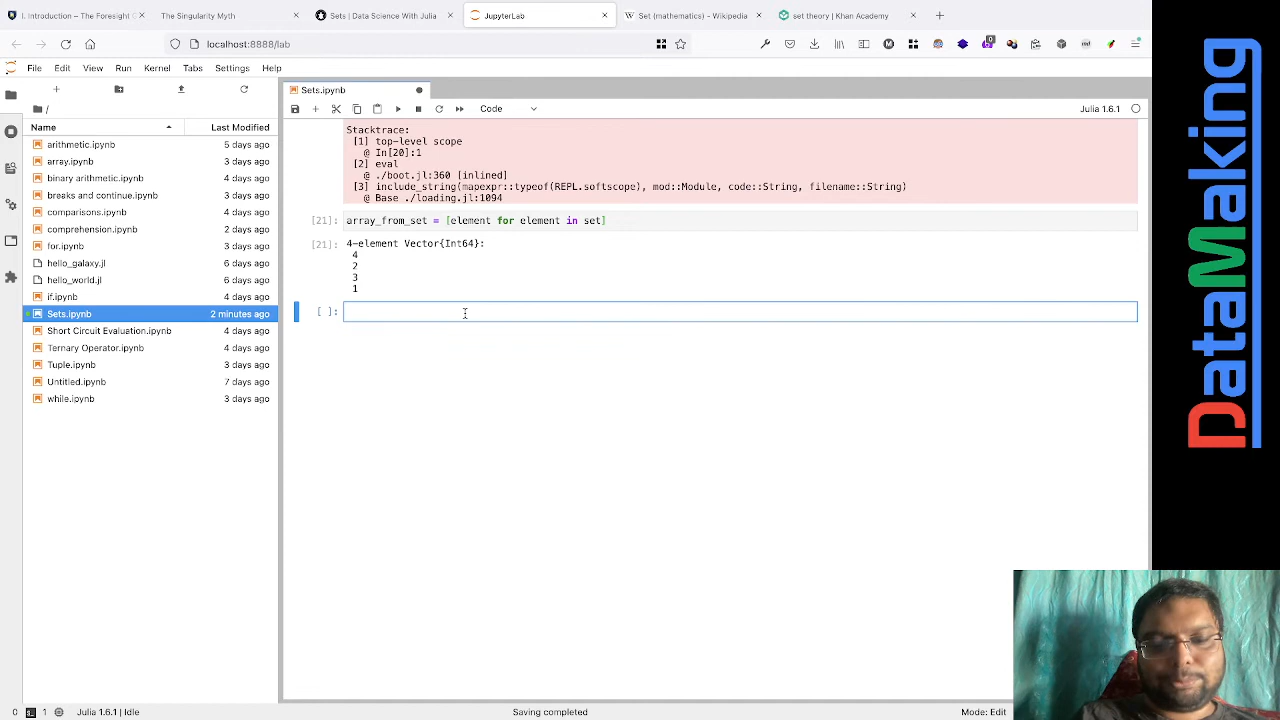 I. Introduction – The Foresight G
The Singularity Myth
Sets | Data Science With Julia
JupyterLab
Set (mathematics) - Wikipedia
set theory | Khan Academy
localhost:8888/lab
File Edit View Run Kernel Tabs Settings Help
Sets.ipynb
Code
Julia 1.6.1
/
Name Last Modified
arithmetic.ipynb 5 days ago
array.ipynb 3 days ago
binary arithmetic.ipynb 3 days ago
breaks and continue.ipynb 3 days ago
comparisons.ipynb 4 days ago
comprehension.ipynb 2 days ago
for.ipynb 3 days ago
hello_galaxy.jl 6 days ago
hello_world.jl 6 days ago
if.ipynb 4 days ago
Sets.ipynb 2 minutes ago
Short Circuit Evaluation.ipynb 4 days ago
Ternary Operator.ipynb 4 days ago
Tuple.ipynb 3 days ago
Untitled.ipynb 7 days ago
while.ipynb 3 days ago
Stacktrace:
[1] top-level scope
@ In[20]:1
[2] eval
@ ./boot.jl:360 [inlined]
[3] include_string(mapexpr::typeof(REPL.softscope), mod::Module, code::String, filename::String)
@ Base ./loading.jl:1094
[21]: array_from_set = [element for element in set]
[21]: 4-element Vector{Int64}:
4
2
3
1
[ ]:
DataMaking
0 1 Julia 1.6.1 | Idle
Saving completed
Mode: Edit